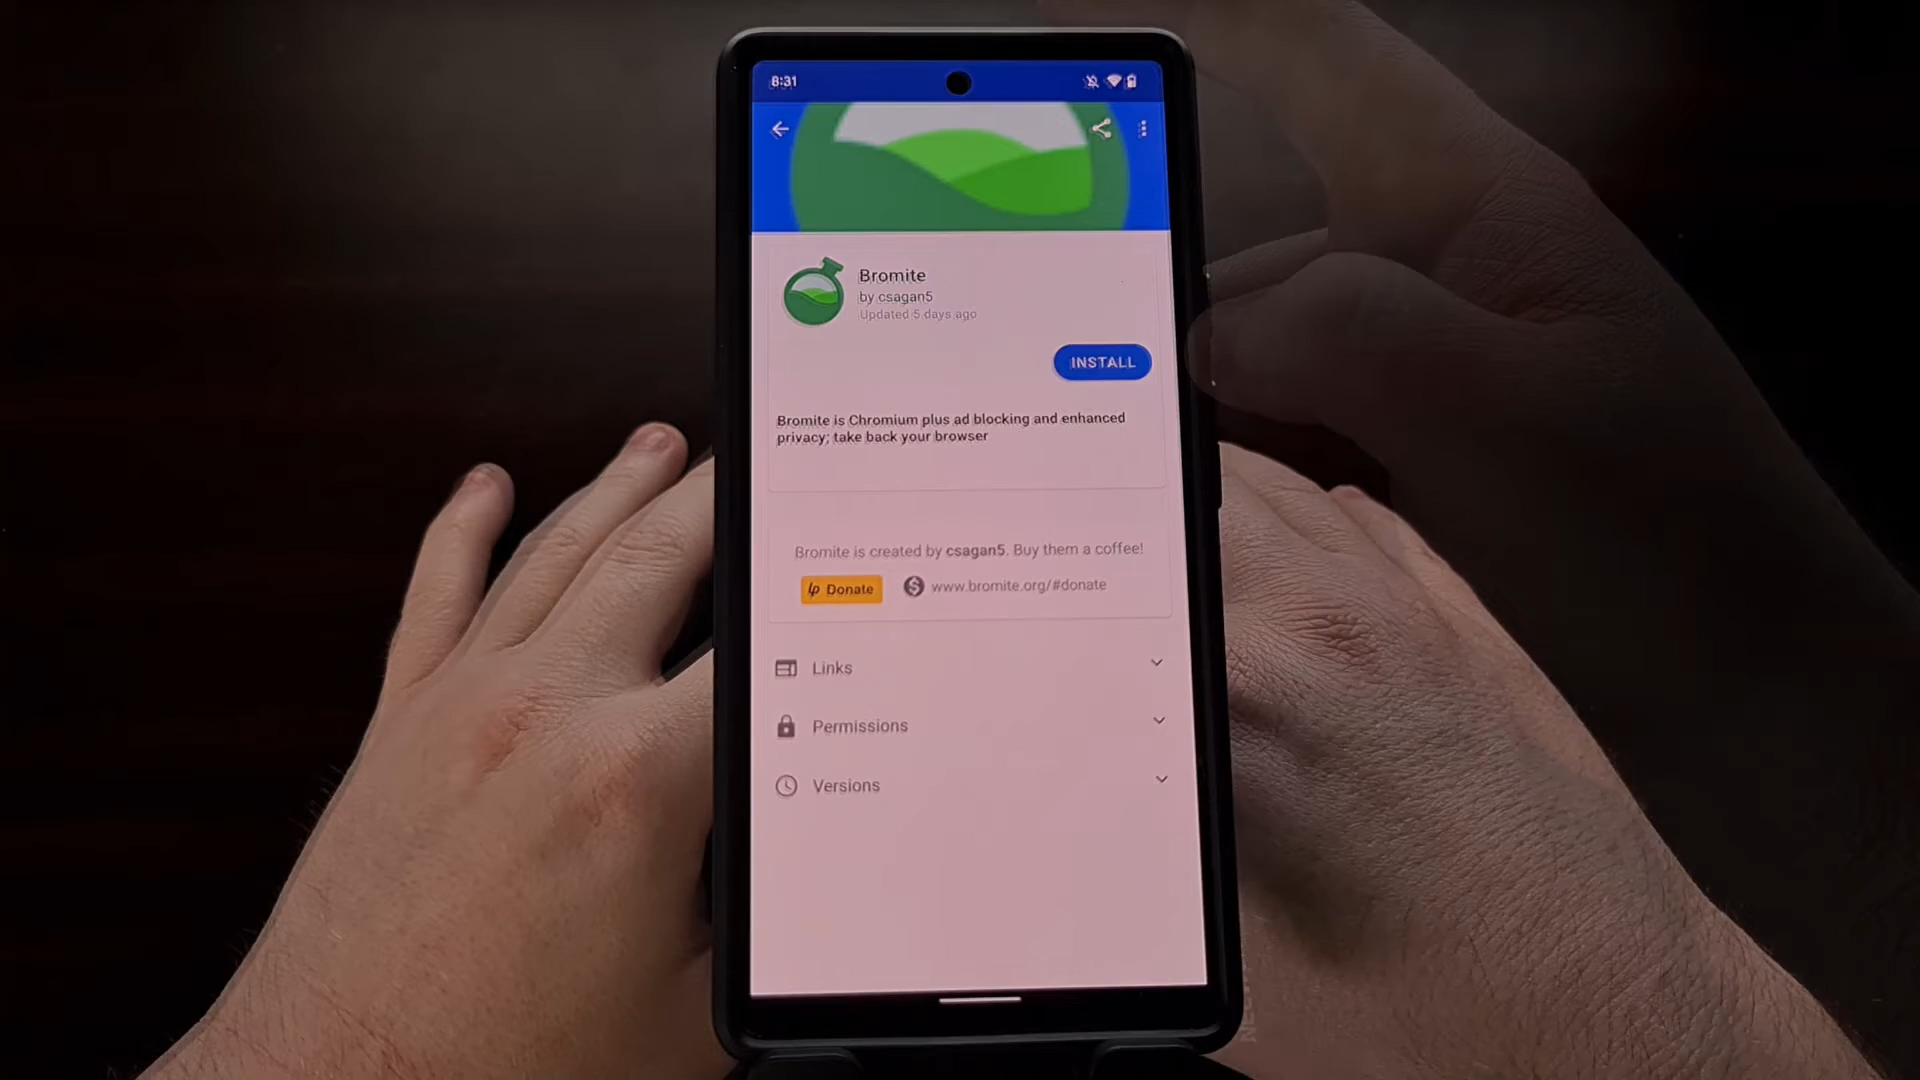 8:31
Bromite
by csagan5
Updated 5 days ago
INSTALL
Bromite is Chromium plus ad blocking and enhanced
privacy; take back your browser
Bromite is created by csagan5. Buy them a coffee!
Donate
www.bromite.org/#donate
Links
Permissions
Versions